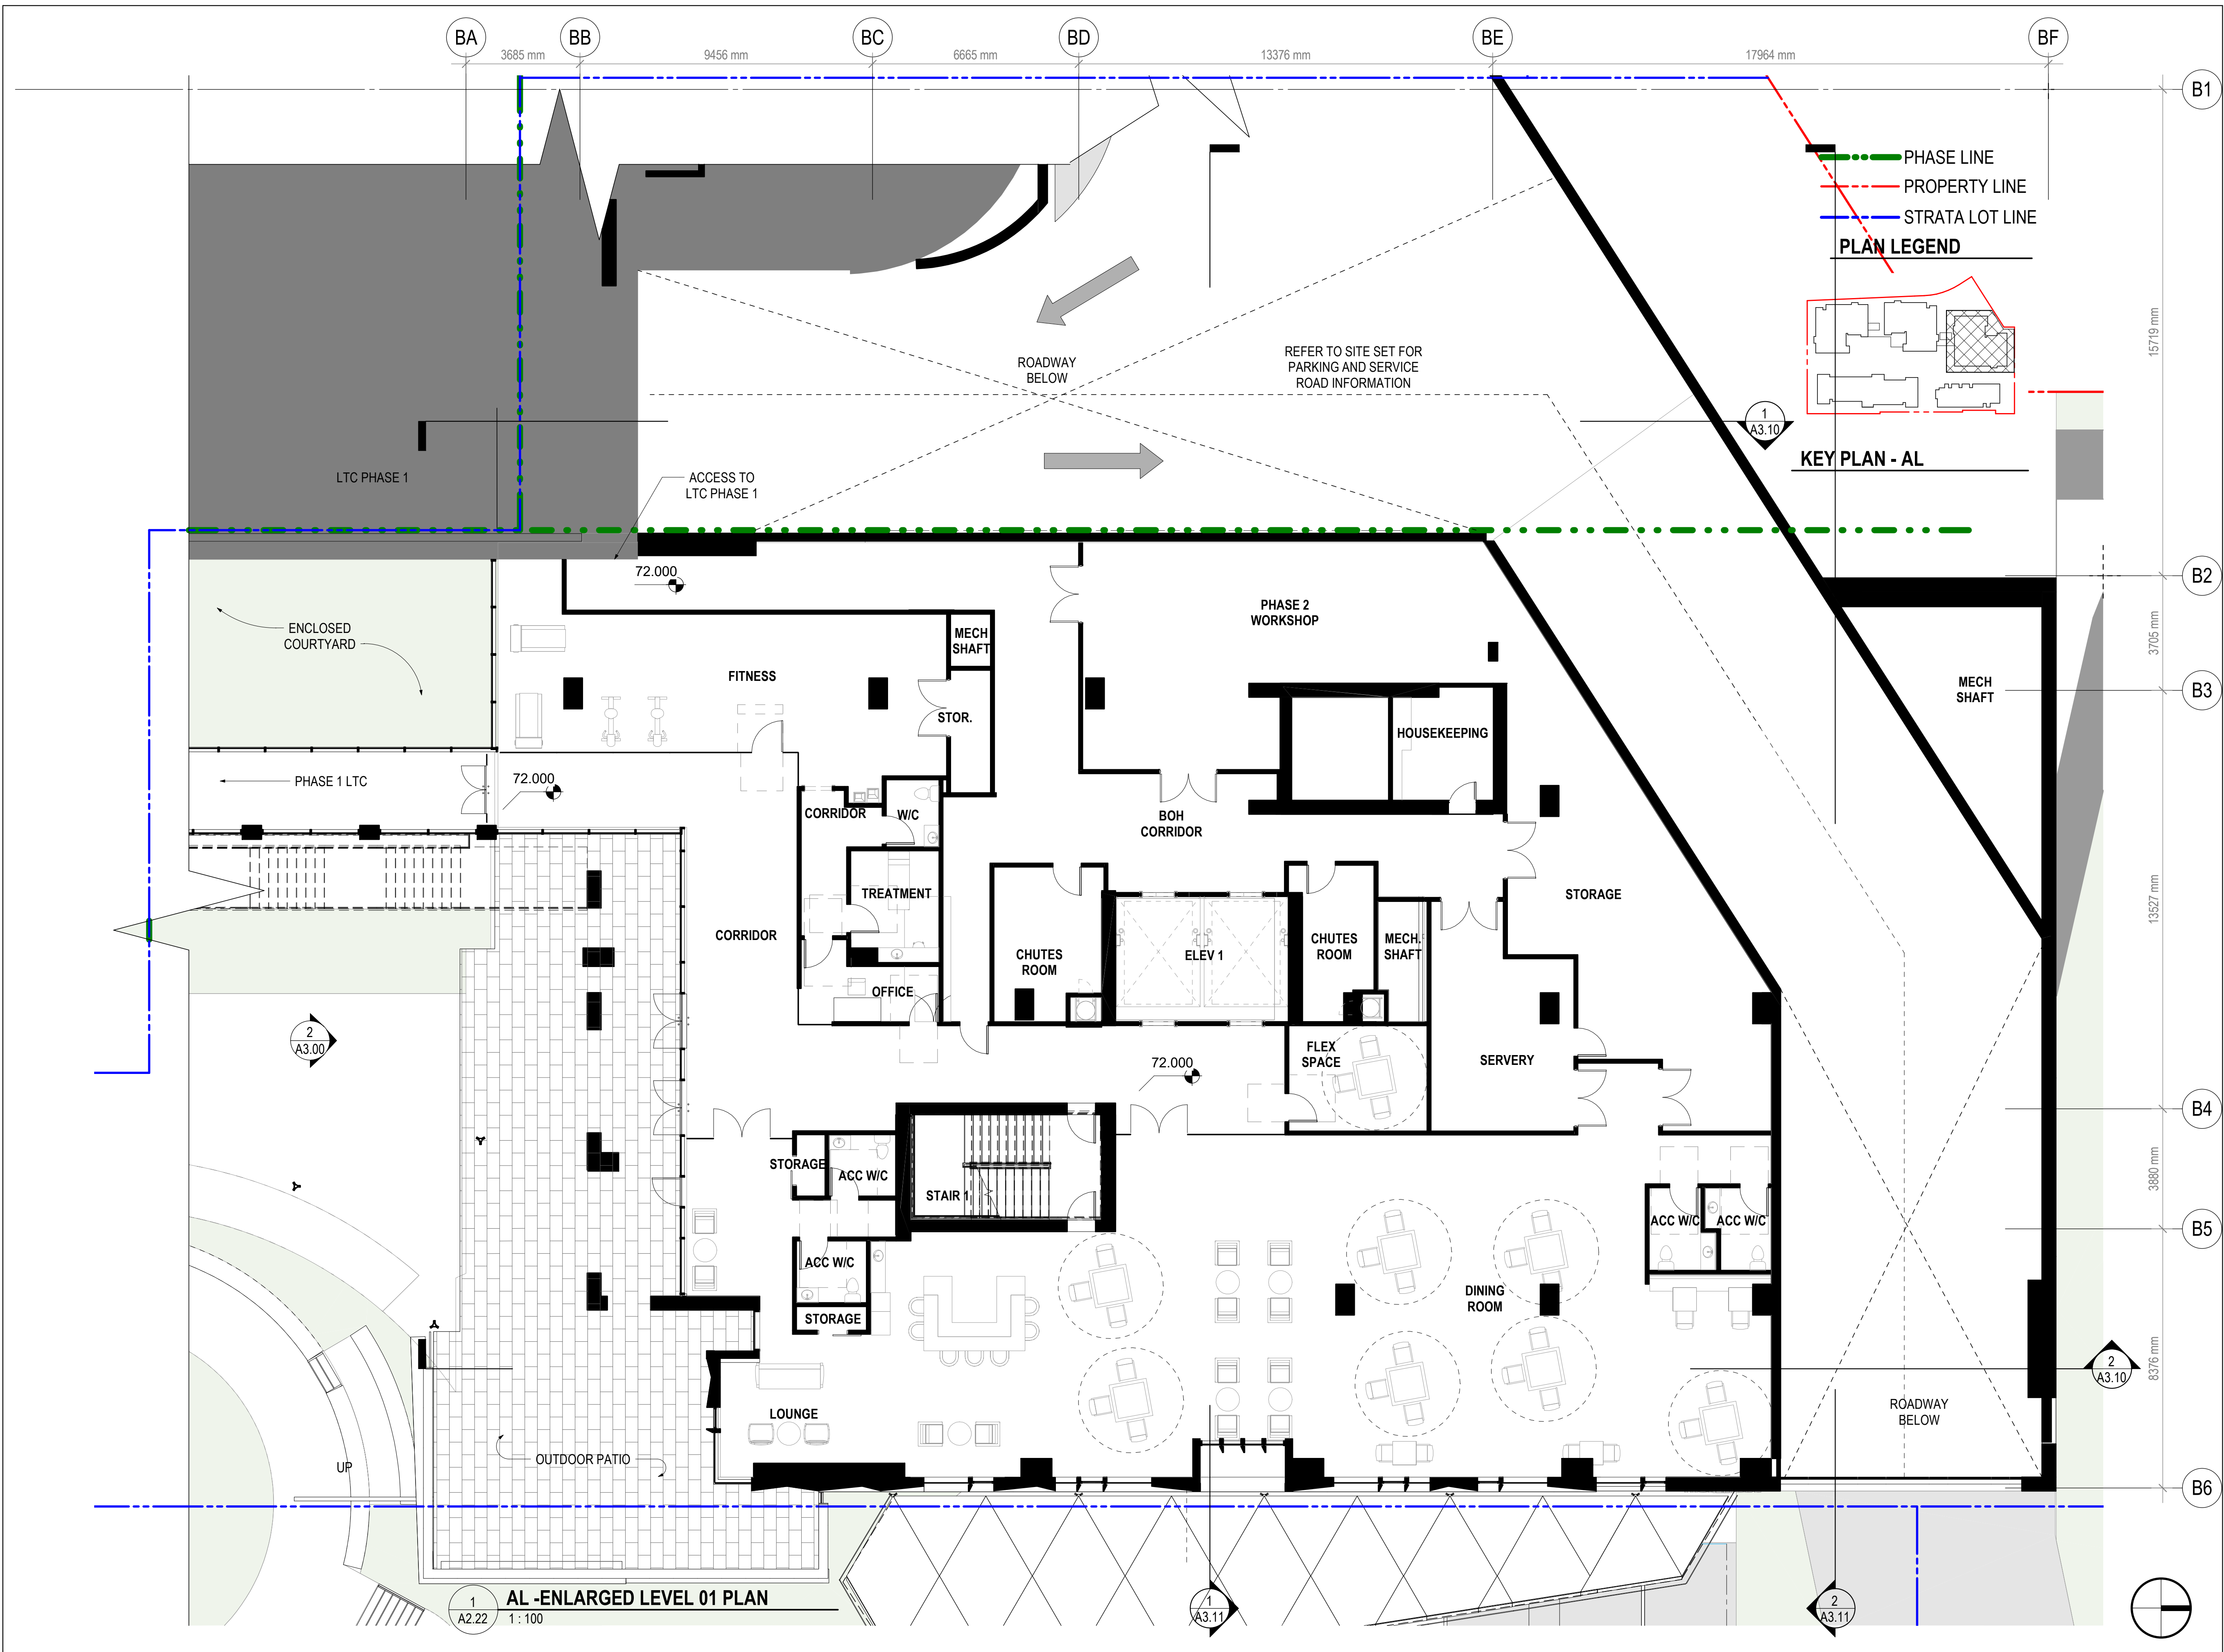 BA
BB
BC
BD
BE
BF
3685 mm
9456 mm
6665 mm
13376 mm
17964 mm
B1
PHASE LINE
PROPERTY LINE
STRATA LOT LINE
PLAN LEGEND
15719 mm
ROADWAY
BELOW
REFER TO SITE SET FOR
PARKING AND SERVICE
ROAD INFORMATION
1
A3.10
KEY PLAN - AL
LTC PHASE 1
ACCESS TO
LTC PHASE 1
72.000
B2
ENCLOSED
COURTYARD
MECH
SHAFT
PHASE 2
WORKSHOP
3705 mm
FITNESS
MECH
SHAFT
B3
STOR.
HOUSEKEEPING
PHASE 1 LTC
72.000
CORRIDOR
W/C
BOH
CORRIDOR
TREATMENT
STORAGE
13527 mm
CORRIDOR
CHUTES
ROOM
ELEV 1
CHUTES
ROOM
MECH.
SHAFT
OFFICE
2
A3.00
72.000
FLEX
SPACE
SERVERY
B4
STORAGE
ACC W/C
STAIR 1
3880 mm
ACC W/C
ACC W/C
B5
ACC W/C
STORAGE
DINING
ROOM
2
A3.10
8376 mm
LOUNGE
ROADWAY
BELOW
UP
OUTDOOR PATIO
B6
1
A2.22
AL -ENLARGED LEVEL 01 PLAN
1 : 100
1
A3.11
2
A3.11